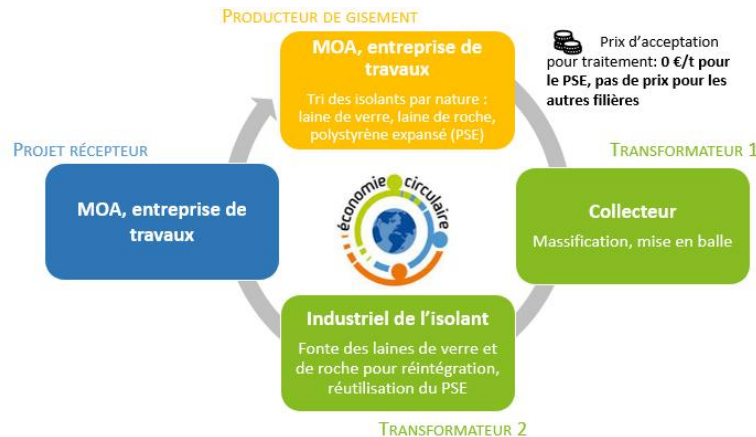 PRODUCTEUR DE GISEMENT
MOA, entreprise de
travaux
Tri des isolants par nature :
laine de verre, laine de roche,
polystyrène expansé (PSE)
Prix d'acceptation
pour traitement: 0 €/t pour
le PSE, pas de prix pour les
autres filières
TRANSFORMATEUR 1
Collecteur
Massification, mise en balle
PROJET RÉCEPTEUR
MOA, entreprise de
travaux
économie circulaire
Industriel de l'isolant
Fonte des laines de verre et
de roche pour réintégration,
réutilisation du PSE
TRANSFORMATEUR 2